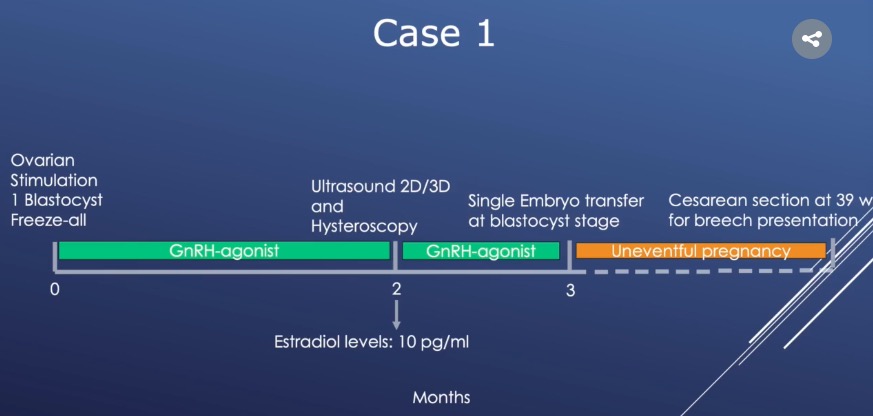 Case 1
Ovarian
Stimulation
1 Blastocyst
Freeze-all
Ultrasound 2D/3D
and
Hysteroscopy
Single Embryo transfer
at blastocyst stage
Cesarean section at 39 w
for breech presentation
GnRH-agonist
GnRH-agonist
Uneventful pregnancy
0
2
3
Estradiol levels: 10 pg/ml
Months